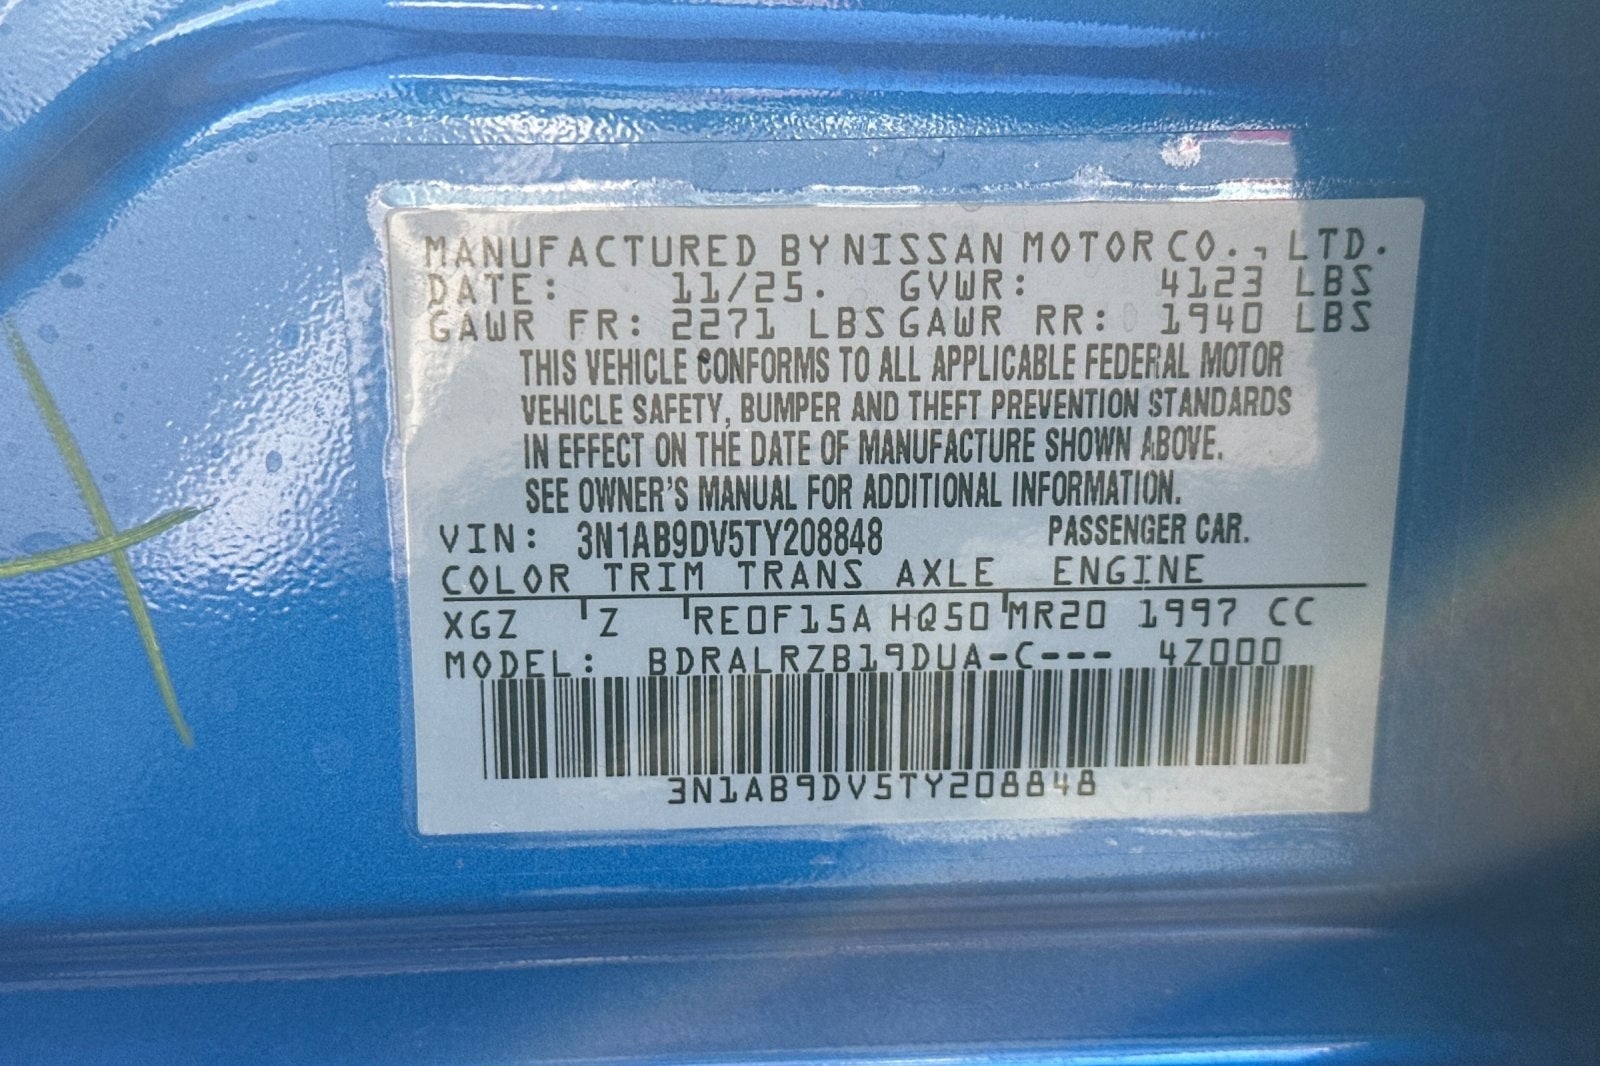 MANUFACTURED BY NISSAN MOTOR CO., LTD.
DATE: 11/25. GVWR: 4123 LBS
GAWR FR: 2271 LBS GAWR RR: 1940 LBS
THIS VEHICLE CONFORMS TO ALL APPLICABLE FEDERAL MOTOR
VEHICLE SAFETY, BUMPER AND THEFT PREVENTION STANDARDS
IN EFFECT ON THE DATE OF MANUFACTURE SHOWN ABOVE.
SEE OWNER'S MANUAL FOR ADDITIONAL INFORMATION.
VIN: 3N1AB9DV5TY208848 PASSENGER CAR.
COLOR TRIM TRANS AXLE ENGINE
XGZ Z RE0F15A HQ50 MR20 1997 CC
MODEL: BDRALRZB19DUA-C--- 4Z000
3N1AB9DV5TY208848